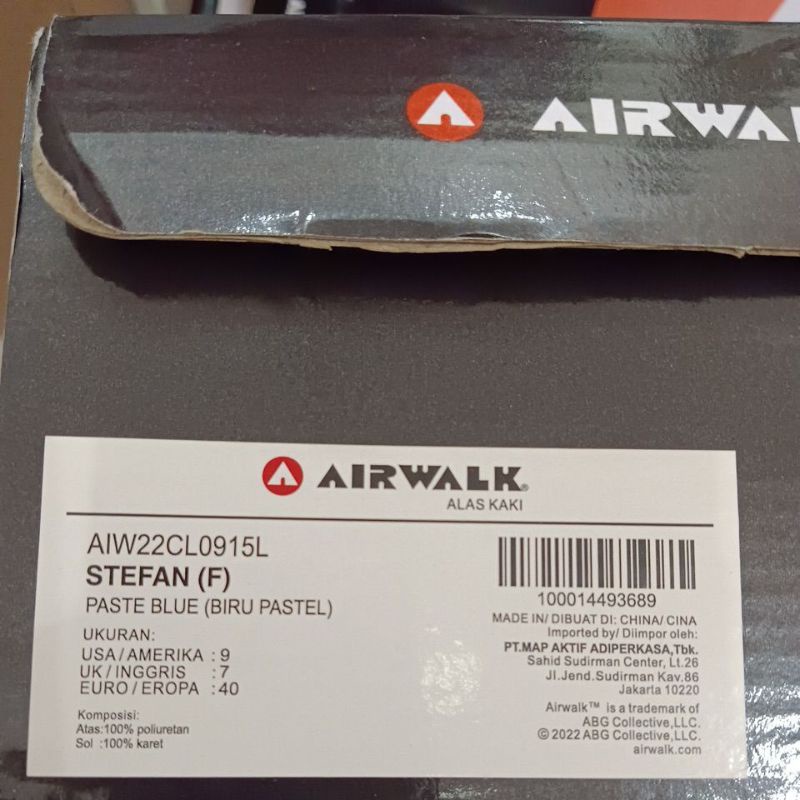 AIRWA
AIRWALK®
ALAS KAKI
AIW22CL0915L
STEFAN (F)
PASTE BLUE (BIRU PASTEL)
UKURAN:
USA/AMERIKA : 9
UK/INGGRIS : 7
EURO/EROPA : 40
Komposisi:
Atas:100% poliuretan
Sol :100% karet
100014493689
MADE IN/ DIBUAT DI: CHINA/ CINA
Imported by/ Diimpor oleh:
PT.MAP AKTIF ADIPERKASA,Tbk.
Sahid Sudirman Center, Lt.26
Jl.Jend.Sudirman Kav.86
Jakarta 10220
Airwalk™ is a trademark of
ABG Collective,LLC.
© 2022 ABG Collective,LLC.
airwalk.com